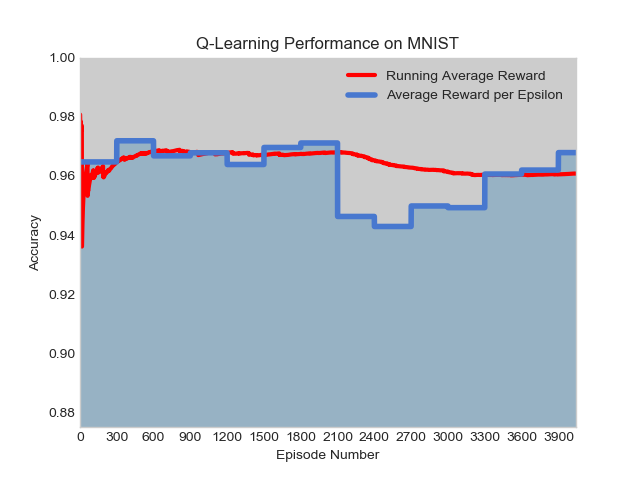 Q-Learning Performance on MNIST
Running Average Reward
Average Reward per Epsilon
Accuracy
1.00
0.98
0.96
0.94
0.92
0.90
0.88
0 300 600 900 1200 1500 1800 2100 2400 2700 3000 3300 3600 3900
Episode Number